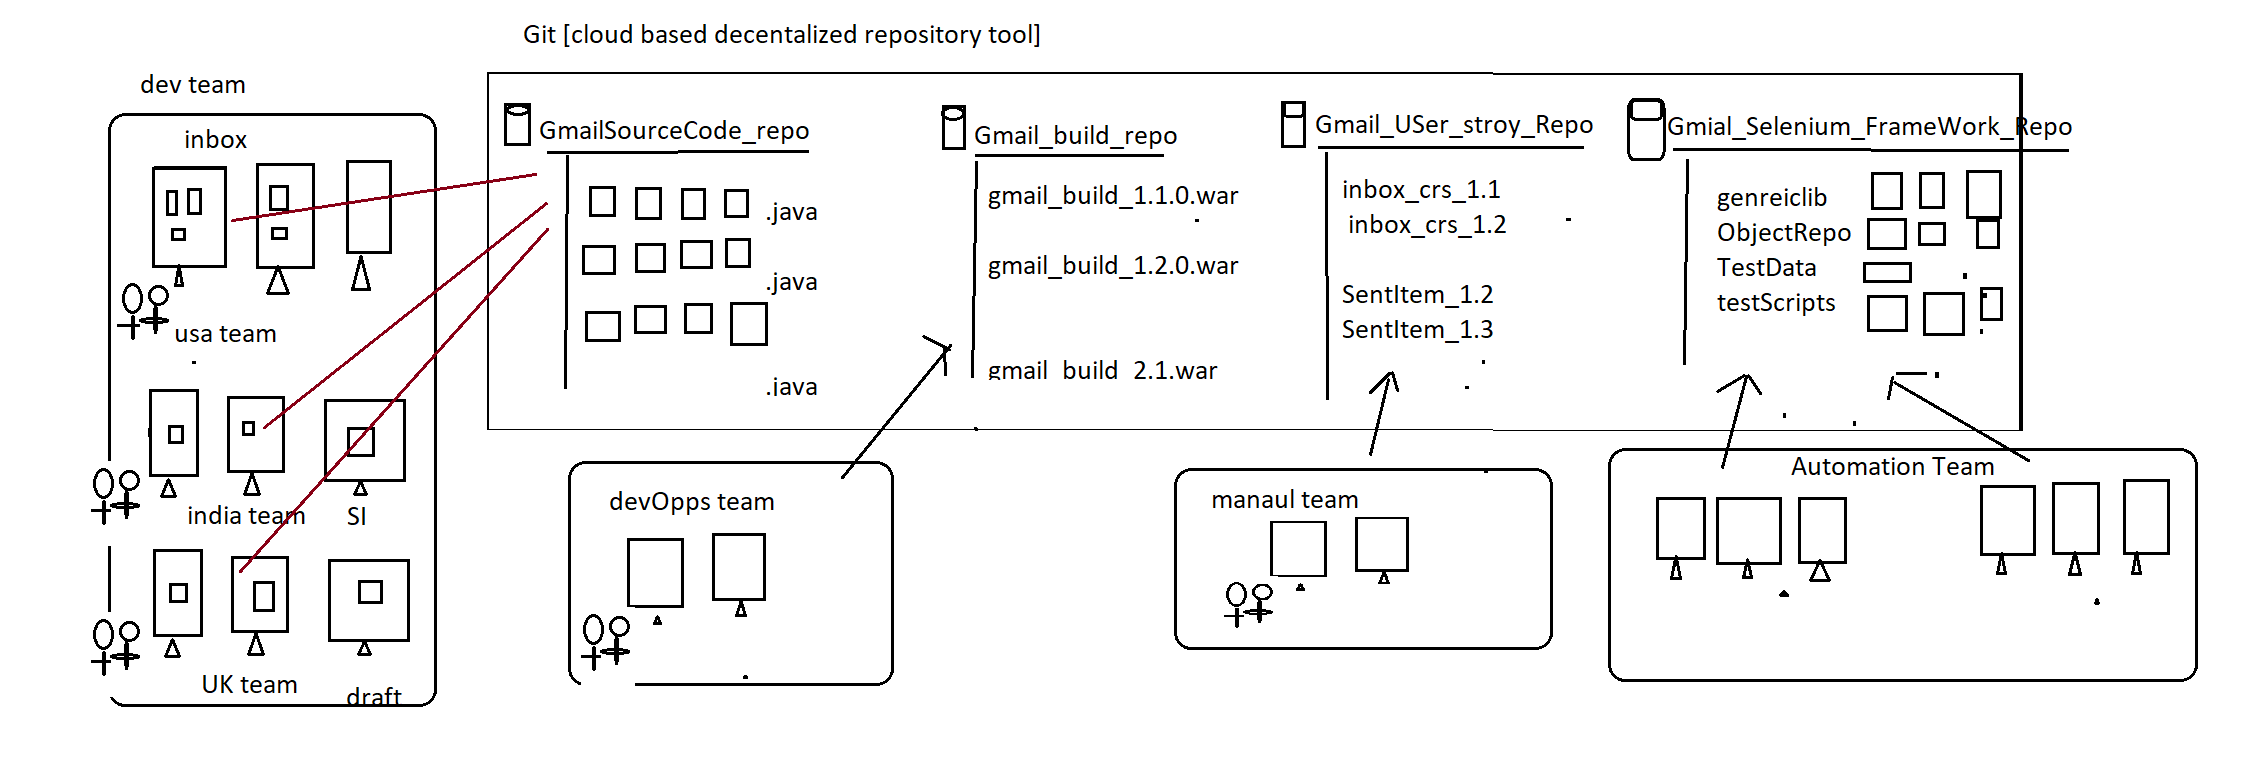 Git [cloud based decentalized repository tool]
dev team
inbox
usa team
india team
SI
UK team
draft
GmailSourceCode_repo
.java
.java
.java
Gmail_build_repo
gmail_build_1.1.0.war
gmail_build_1.2.0.war
gmail_build_2.1.war
Gmail_USer_stroy_Repo
inbox_crs_1.1
inbox_crs_1.2
SentItem_1.2
SentItem_1.3
Gmial_Selenium_FrameWork_Repo
genreiclib
ObjectRepo
TestData
testScripts
devOpps team
manaul team
Automation Team